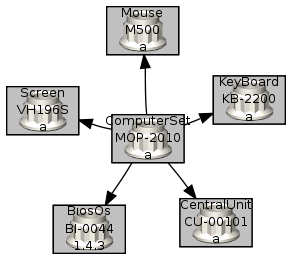 Mouse
M500
a
Screen
VH196S
a
KeyBoard
KB-2200
a
ComputerSet
MOP-2010
a
BiosOs
BI-0044
1.4.3
CentralUnit
CU-00101
a